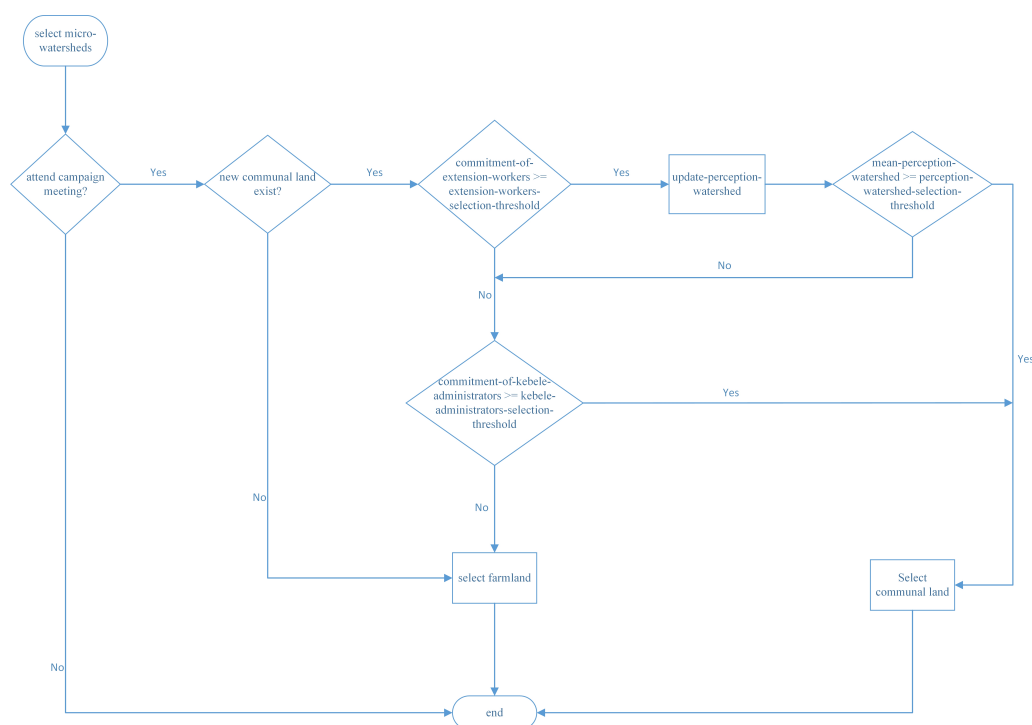 select micro-
watersheds
attend campaign
meeting?
Yes
new communal land
exist?
Yes
commitment-of-
extension-workers >=
extension-workers-
selection-threshold
Yes
update-perception-
watershed
mean-perception-
watershed >= perception-
watershed-selection-
threshold
No
No
Yes
commitment-of-kebele-
administrators >= kebele-
administrators-selection-
threshold
Yes
No
No
select farmland
Select
communal land
No
end